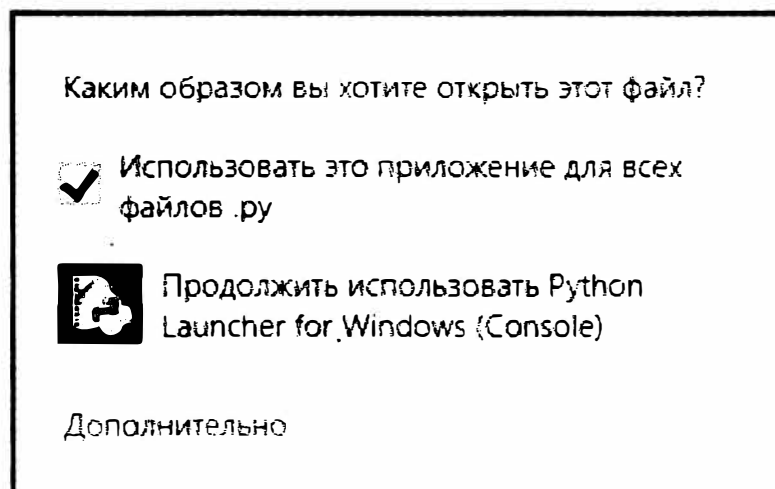 Каким образом вы хотите открыть этот файл?
Использовать это приложение для всех
файлов .py
Продолжить использовать Python
Launcher for Windows (Console)
Дополнительно